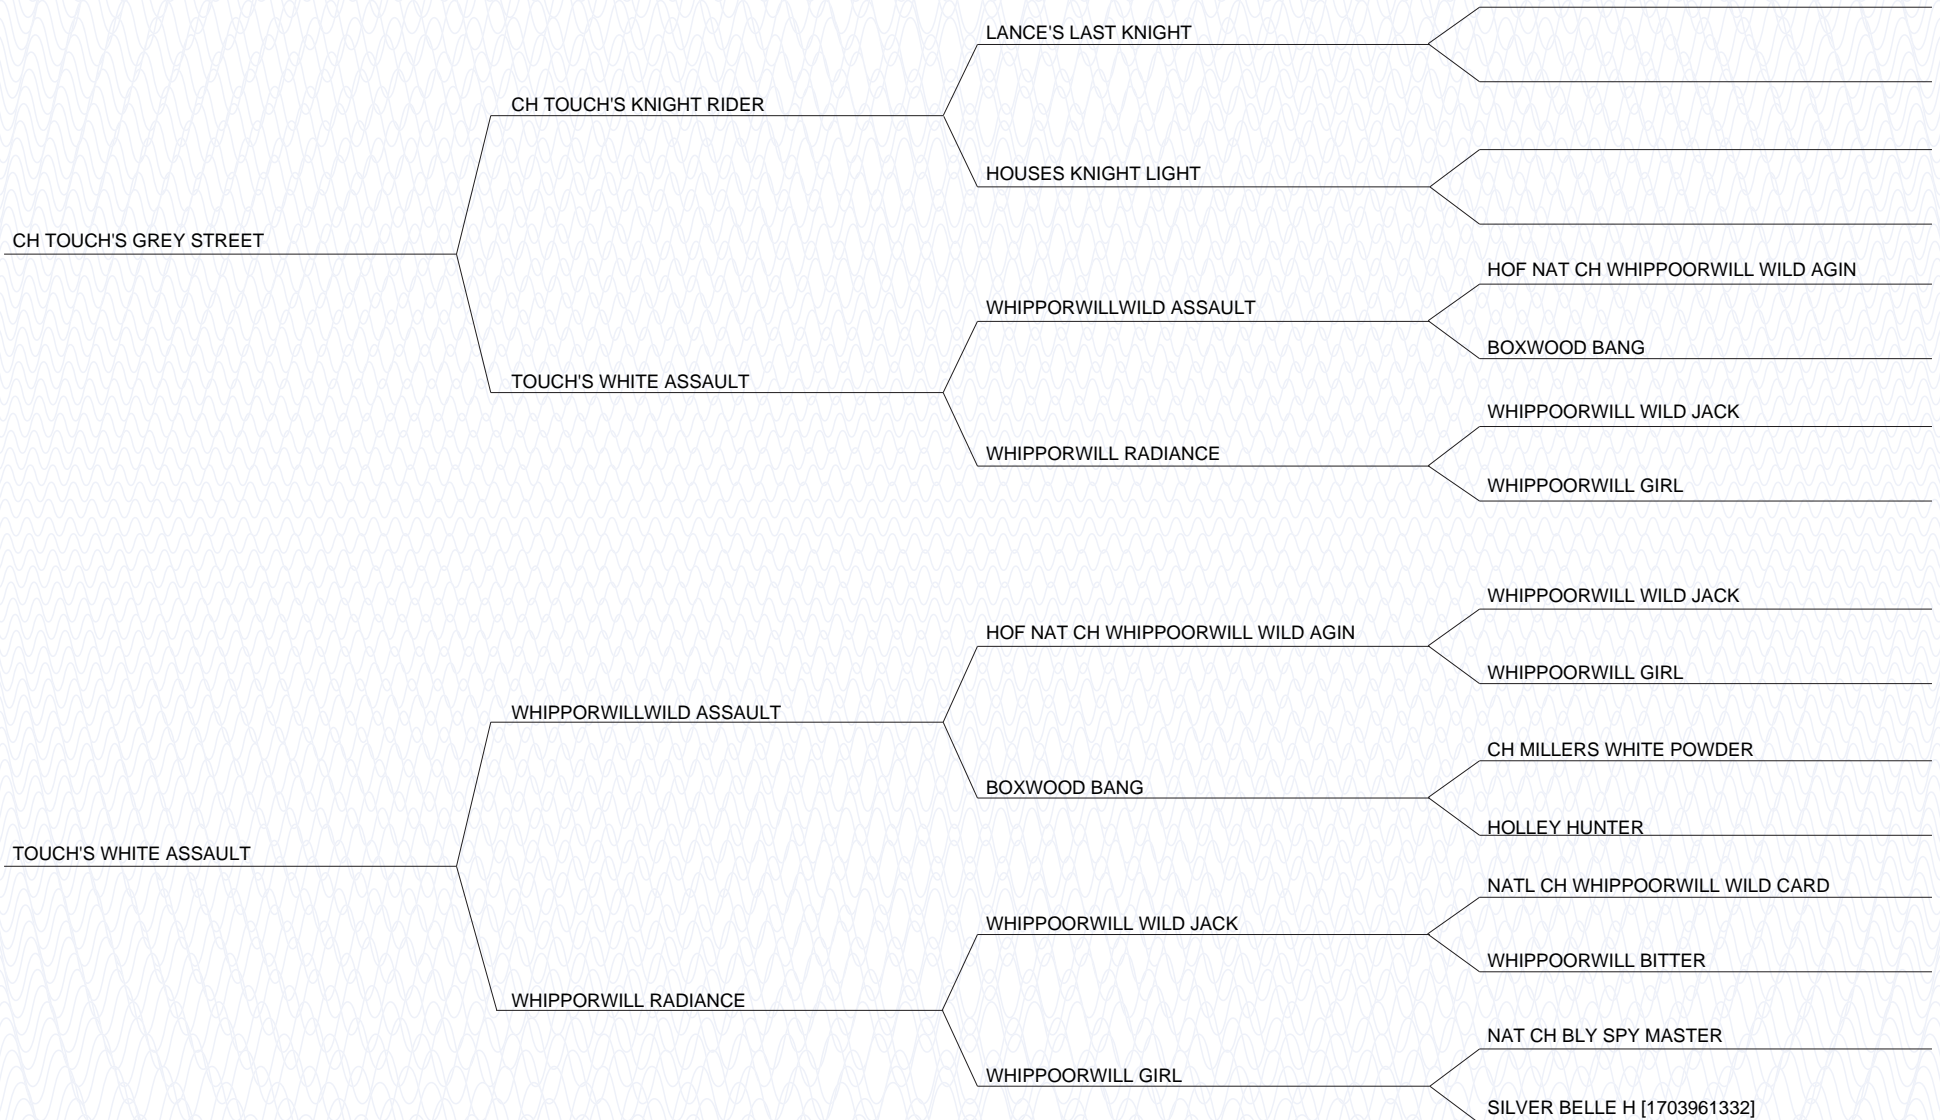 LANCE'S LAST KNIGHT
CH TOUCH'S KNIGHT RIDER
HOUSES KNIGHT LIGHT
CH TOUCH'S GREY STREET
HOF NAT CH WHIPPOORWILL WILD AGIN
WHIPPORWILLWILD ASSAULT
BOXWOOD BANG
TOUCH'S WHITE ASSAULT
WHIPPOORWILL WILD JACK
WHIPPORWILL RADIANCE
WHIPPOORWILL GIRL
WHIPPOORWILL WILD JACK
HOF NAT CH WHIPPOORWILL WILD AGIN
WHIPPOORWILL GIRL
WHIPPORWILLWILD ASSAULT
CH MILLERS WHITE POWDER
BOXWOOD BANG
HOLLEY HUNTER
TOUCH'S WHITE ASSAULT
NATL CH WHIPPOORWILL WILD CARD
WHIPPOORWILL WILD JACK
WHIPPOORWILL BITTER
WHIPPORWILL RADIANCE
NAT CH BLY SPY MASTER
WHIPPOORWILL GIRL
SILVER BELLE H [1703961332]